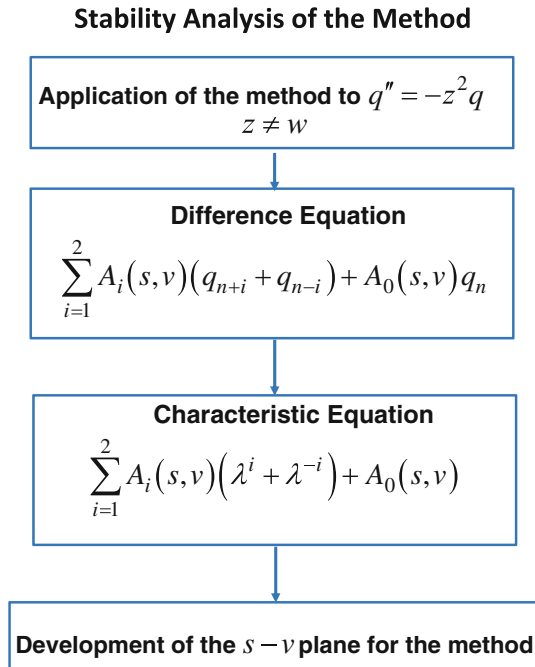 Stability Analysis of the Method
Application of the method to q″ = −z²q
z ≠ w
Difference Equation
∑_{i=1}^{2} A_i(s,v)(q_{n+i} + q_{n−i}) + A_0(s,v)q_n
Characteristic Equation
∑_{i=1}^{2} A_i(s,v)(λ^i + λ^{−i}) + A_0(s,v)
Development of the s − v plane for the method